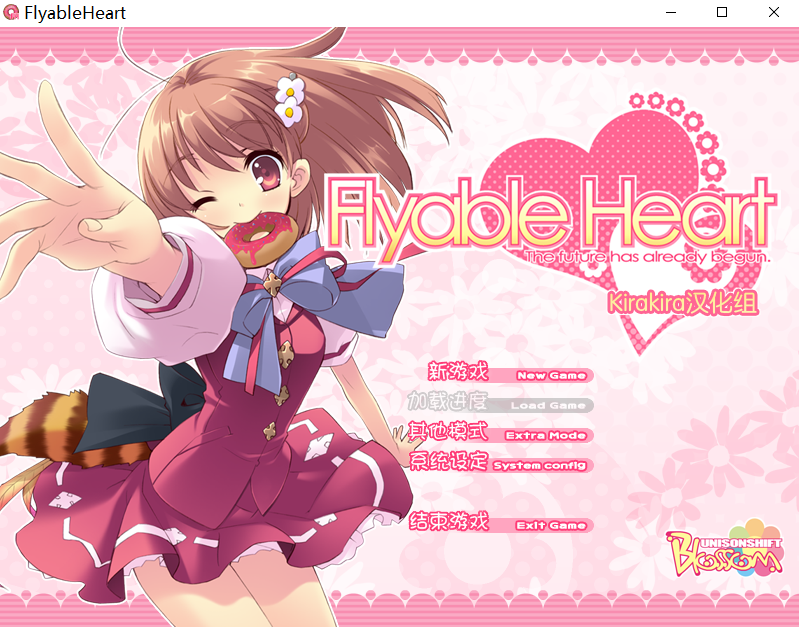 FlyableHeart
Flyable Heart
The future has already begun.
Kirakira汉化组
新游戏 New Game
加载进度 Load Game
其他模式 Extra Mode
系统设定 System config
结束游戏 Exit Game
UNISONSHIFT
Blossom